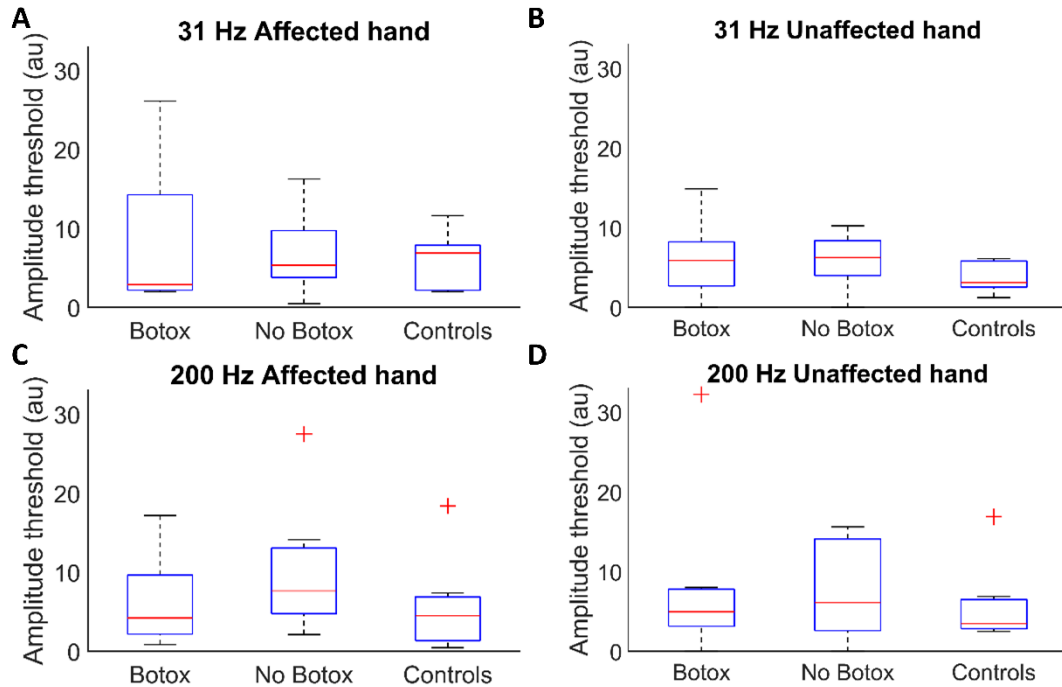 A
31 Hz Affected hand
Amplitude threshold (au)
30
20
10
0
Botox
No Botox
Controls
B
31 Hz Unaffected hand
Amplitude threshold (au)
30
20
10
0
Botox
No Botox
Controls
C
200 Hz Affected hand
Amplitude threshold (au)
30
20
10
0
Botox
No Botox
Controls
D
200 Hz Unaffected hand
Amplitude threshold (au)
30
20
10
0
Botox
No Botox
Controls